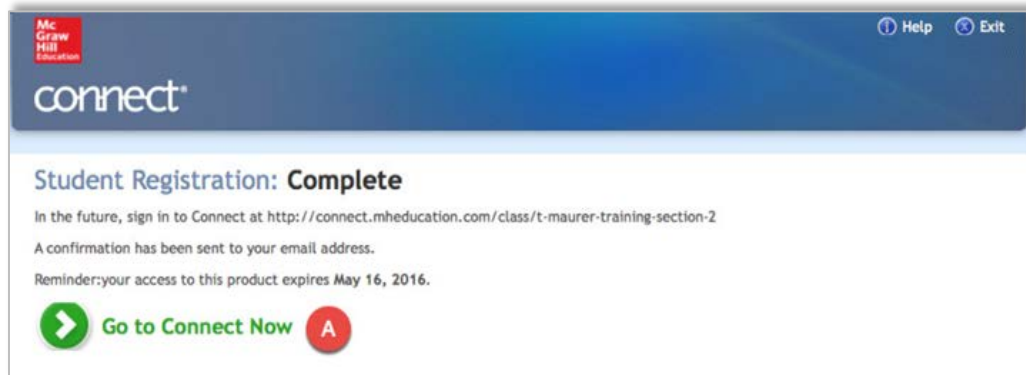 Mc
Graw
Hill
Education
Help Exit
connect®
Student Registration: Complete
In the future, sign in to Connect at http://connect.mheducation.com/class/t-maurer-training-section-2
A confirmation has been sent to your email address.
Reminder:your access to this product expires May 16, 2016.
Go to Connect Now A